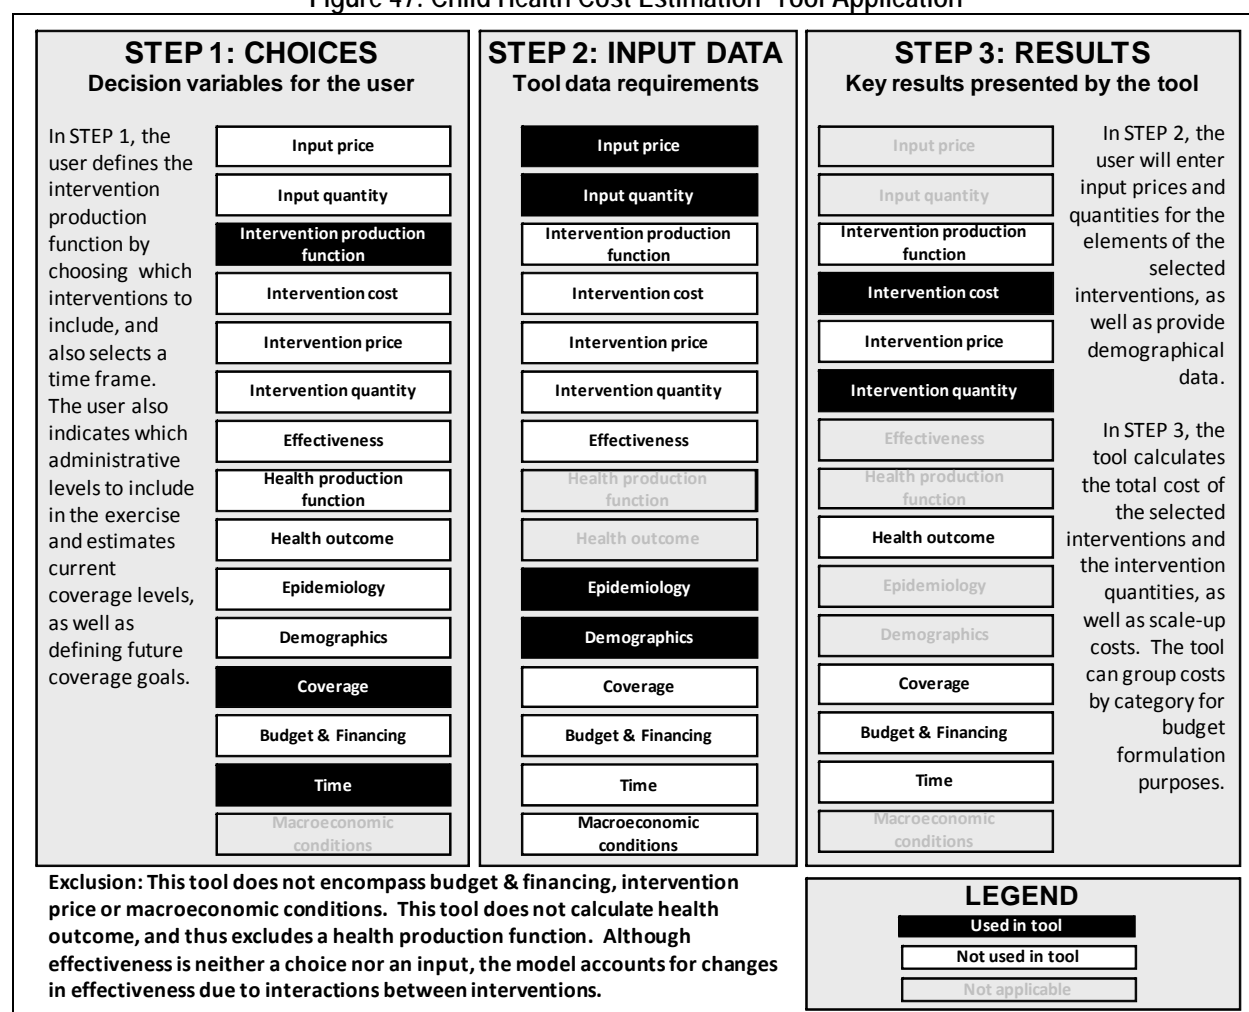 Figure 47: Child Health Cost Estimation Tool Application
STEP 1: CHOICES
Decision variables for the user
In STEP 1, the
user defines the
intervention
production
function by
choosing which
interventions to
include, and
also selects a
time frame.
The user also
indicates which
administrative
levels to include
in the exercise
and estimates
current
coverage levels,
as well as
defining future
coverage goals.
Input price
Input quantity
Intervention production
function
Intervention cost
Intervention price
Intervention quantity
Effectiveness
Health production
function
Health outcome
Epidemiology
Demographics
Coverage
Budget & Financing
Time
Macroeconomic
conditions
STEP 2: INPUT DATA
Tool data requirements
Input price
Input quantity
Intervention production
function
Intervention cost
Intervention price
Intervention quantity
Effectiveness
Health production
function
Health outcome
Epidemiology
Demographics
Coverage
Budget & Financing
Time
Macroeconomic
conditions
STEP 3: RESULTS
Key results presented by the tool
Input price
Input quantity
Intervention production
function
Intervention cost
Intervention price
Intervention quantity
Effectiveness
Health production
function
Health outcome
Epidemiology
Demographics
Coverage
Budget & Financing
Time
Macroeconomic
conditions
In STEP 2, the
user will enter
input prices and
quantities for the
elements of the
selected
interventions, as
well as provide
demographical
data.
In STEP 3, the
tool calculates
the total cost of
the selected
interventions and
the intervention
quantities, as
well as scale-up
costs. The tool
can group costs
by category for
budget
formulation
purposes.
Exclusion: This tool does not encompass budget & financing, intervention
price or macroeconomic conditions. This tool does not calculate health
outcome, and thus excludes a health production function. Although
effectiveness is neither a choice nor an input, the model accounts for changes
in effectiveness due to interactions between interventions.
LEGEND
Used in tool
Not used in tool
Not applicable